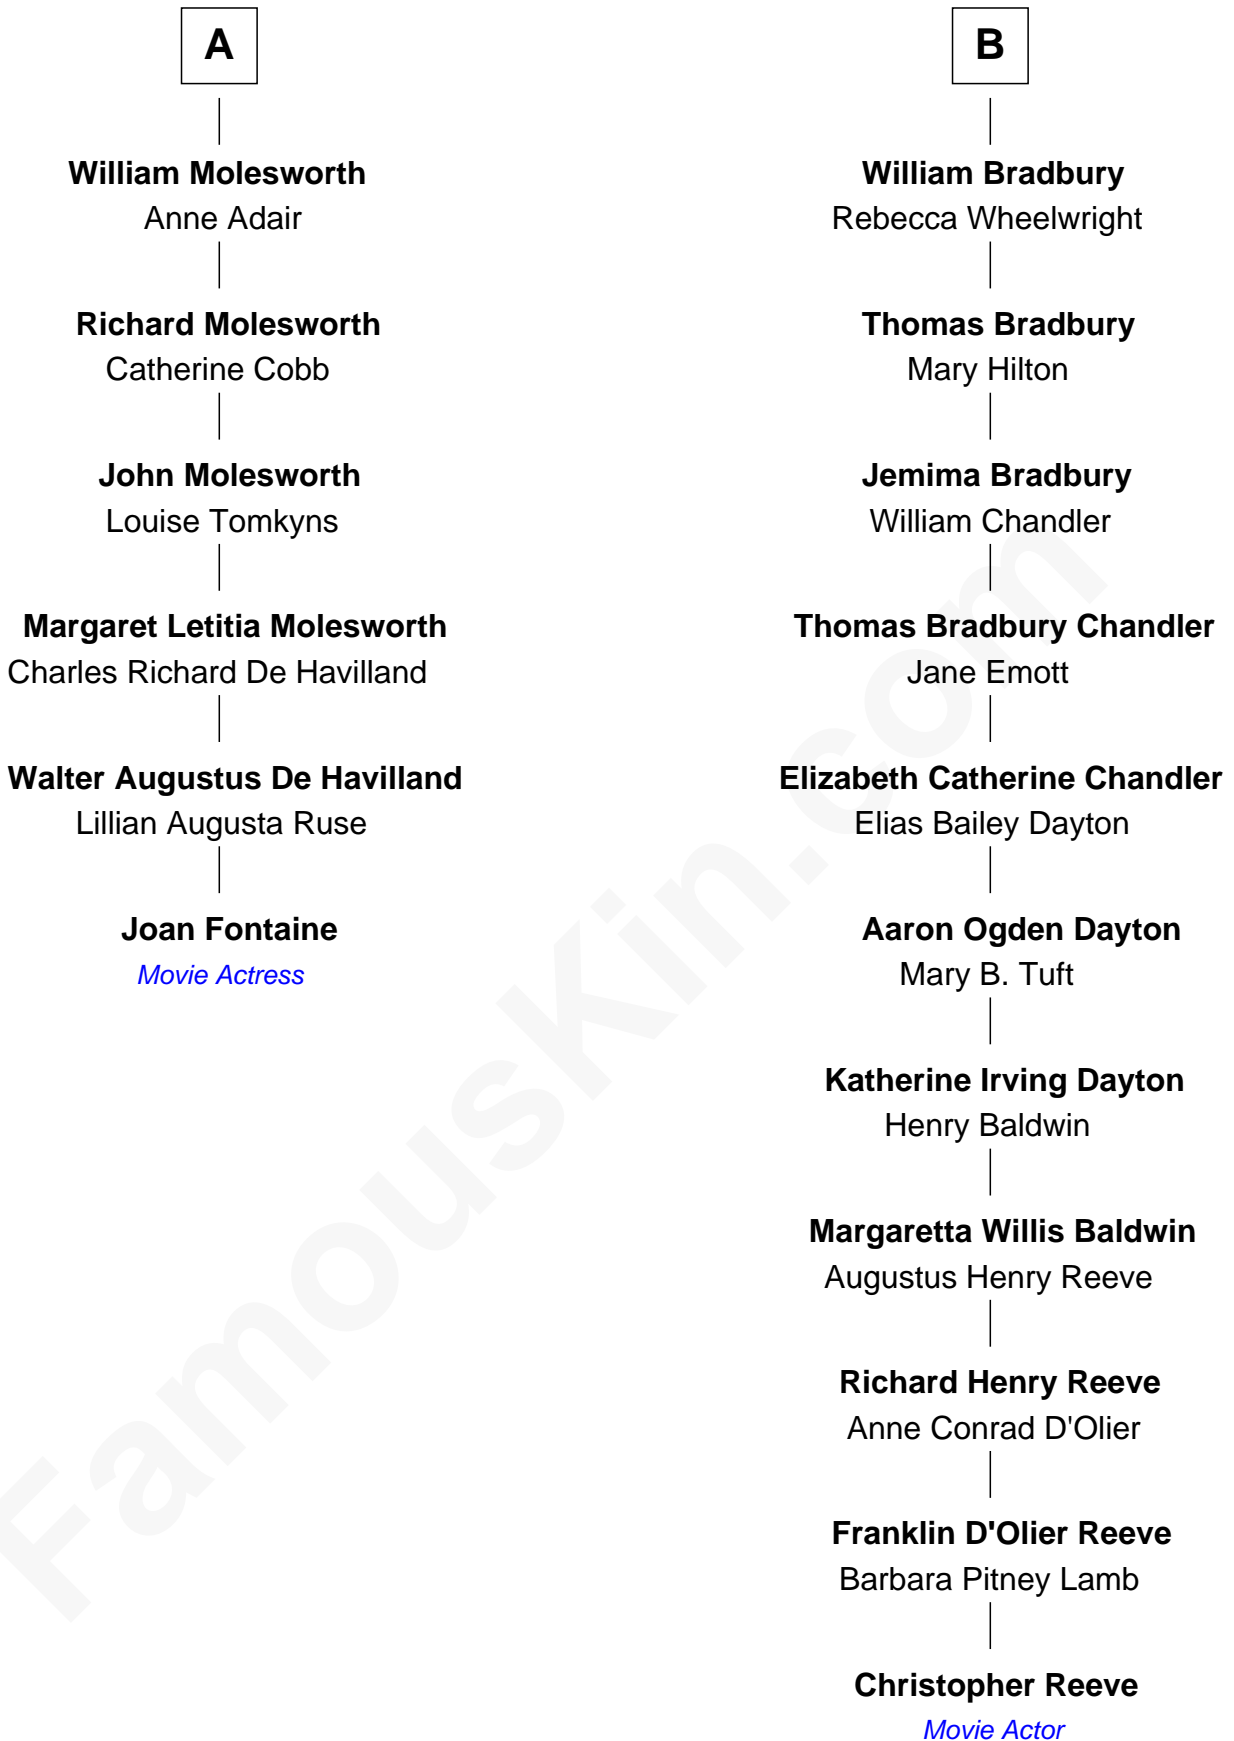 A
William Molesworth
Anne Adair
Richard Molesworth
Catherine Cobb
John Molesworth
Louise Tomkyns
Margaret Letitia Molesworth
Charles Richard De Havilland
Walter Augustus De Havilland
Lillian Augusta Ruse
Joan Fontaine
Movie Actress
B
William Bradbury
Rebecca Wheelwright
Thomas Bradbury
Mary Hilton
Jemima Bradbury
William Chandler
Thomas Bradbury Chandler
Jane Emott
Elizabeth Catherine Chandler
Elias Bailey Dayton
Aaron Ogden Dayton
Mary B. Tuft
Katherine Irving Dayton
Henry Baldwin
Margaretta Willis Baldwin
Augustus Henry Reeve
Richard Henry Reeve
Anne Conrad D'Olier
Franklin D'Olier Reeve
Barbara Pitney Lamb
Christopher Reeve
Movie Actor
FamousKin.com